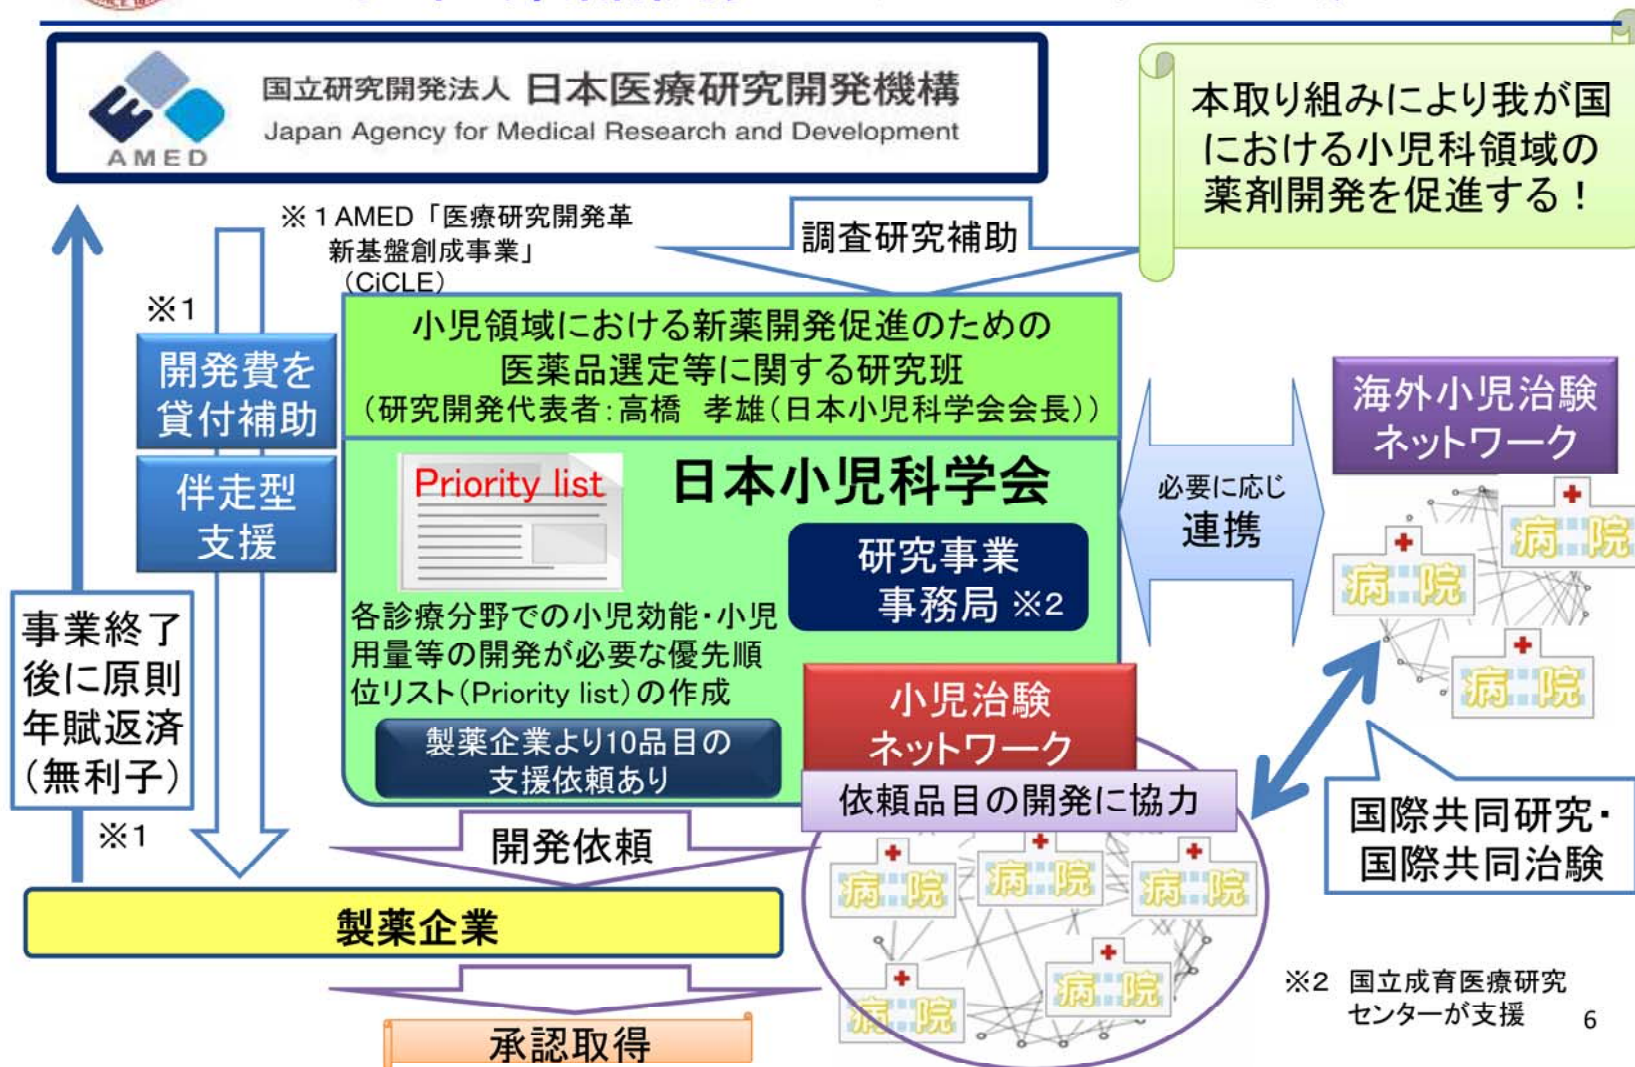 国立研究開発法人 日本医療研究開発機構
Japan Agency for Medical Research and Development
AMED
本取り組みにより我が国
における小児科領域の
薬剤開発を促進する！
※１AMED「医療研究開発革
新基盤創成事業」
（CiCLE）
調査研究補助
※1
開発費を
貸付補助
伴走型
支援
小児領域における新薬開発促進のための
医薬品選定等に関する研究班
（研究開発代表者：高橋 孝雄（日本小児科学会会長））
Priority list
日本小児科学会
研究事業
事務局 ※2
各診療分野での小児効能・小児
用量等の開発が必要な優先順
位リスト（Priority list）の作成
製薬企業より10品目の
支援依頼あり
必要に応じ
連携
海外小児治験
ネットワーク
病院
病院
病院
事業終了
後に原則
年賦返済
（無利子）
※1
小児治験
ネットワーク
依頼品目の開発に協力
病院
病院
病院
病院
病院
国際共同研究・
国際共同治験
開発依頼
製薬企業
承認取得
※2 国立成育医療研究
センターが支援
6